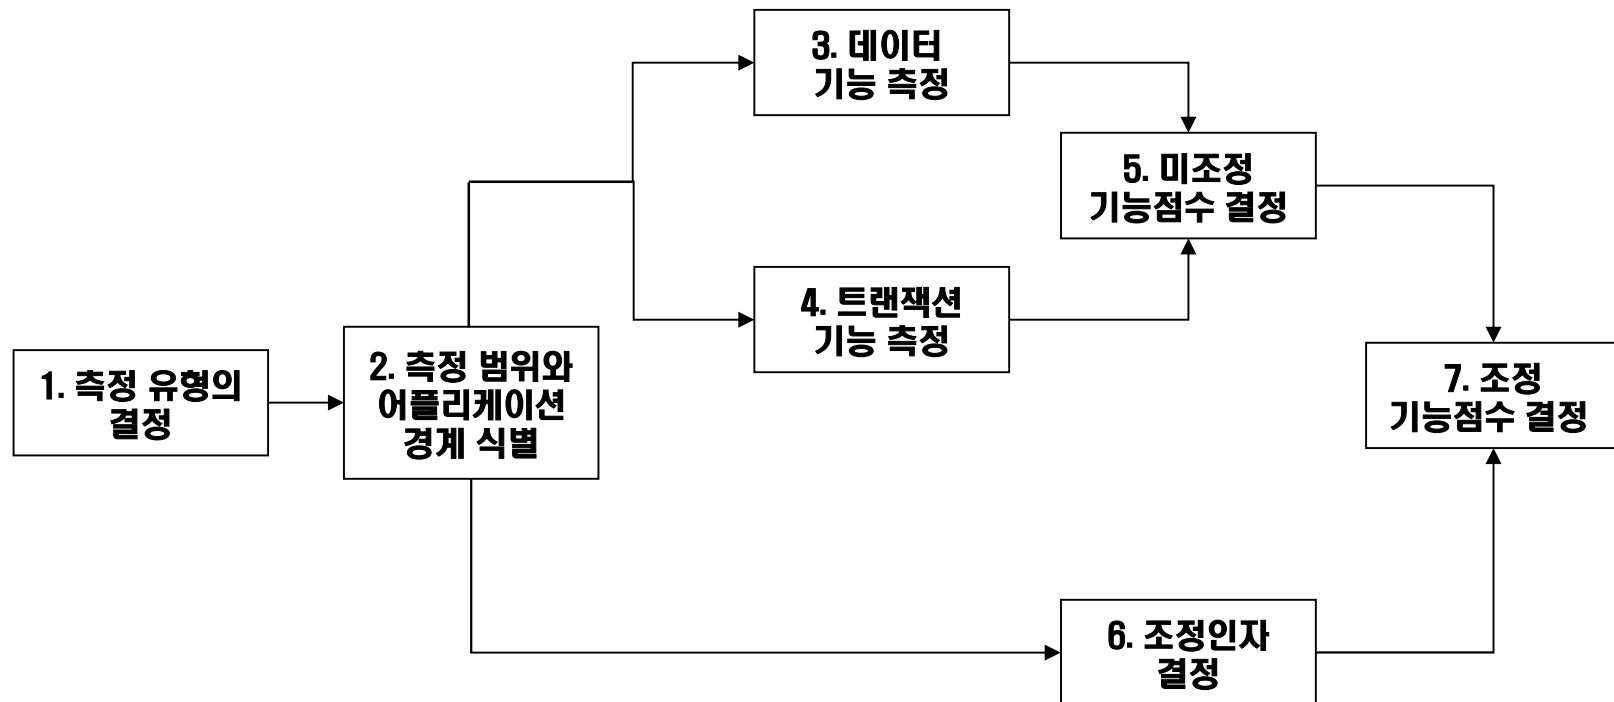 1. 측정 유형의
결정
2. 측정 범위와
어플리케이션
경계 식별
3. 데이터
기능 측정
4. 트랜잭션
기능 측정
5. 미조정
기능점수 결정
6. 조정인자
결정
7. 조정
기능점수 결정